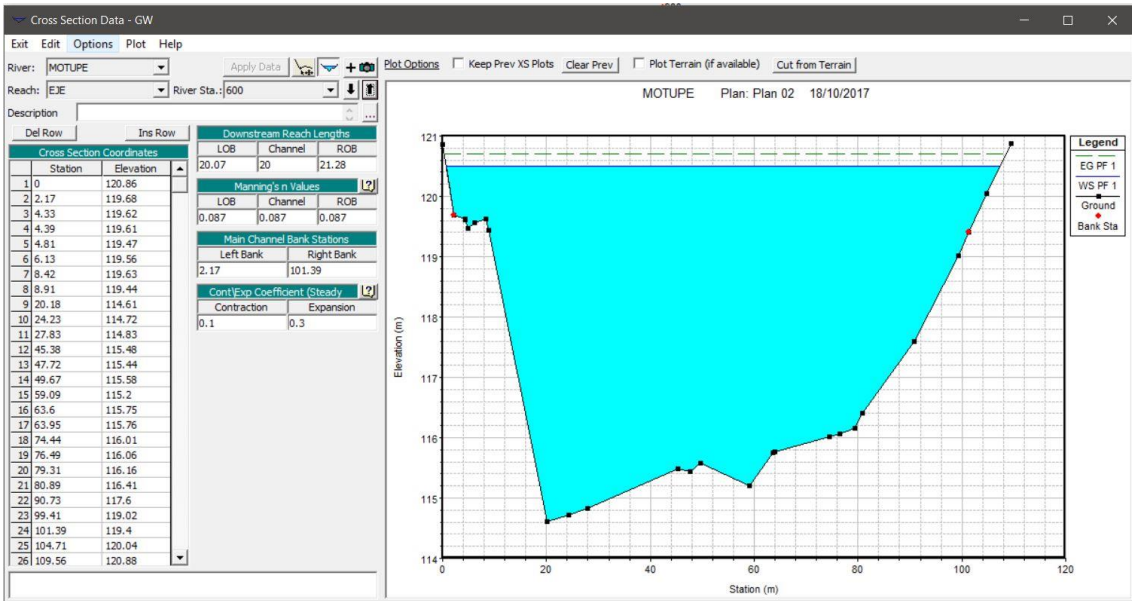 Cross Section Data - GW
Exit Edit Options Plot Help
River: MOTUPE Apply Data Plot Options Keep Prev XS Plots Clear Prev Plot Terrain (if available) Cut from Terrain
Reach: EJE River Sta.: 600
Description ...
Del Row Ins Row
Cross Section Coordinates
Station Elevation
1 0 120.86
2 2.17 119.68
3 4.33 119.62
4 4.39 119.61
5 4.81 119.47
6 6.13 119.56
7 8.42 119.63
8 8.91 119.44
9 20.18 114.61
10 24.23 114.72
11 27.83 114.83
12 45.38 115.48
13 47.72 115.44
14 49.67 115.58
15 59.09 115.2
16 63.6 115.75
17 63.95 115.76
18 74.44 116.01
19 76.49 116.06
20 79.31 116.16
21 80.89 116.41
22 90.73 117.6
23 99.41 119.02
24 101.39 119.4
25 104.71 120.04
26 109.56 120.88
Downstream Reach Lengths
LOB Channel ROB
20.07 20 21.28
Manning's n Values
LOB Channel ROB
0.087 0.087 0.087
Main Channel Bank Stations
Left Bank Right Bank
2.17 101.39
Cont\Exp Coefficient (Steady
Contraction Expansion
0.1 0.3
MOTUPE Plan: Plan 02 18/10/2017
121
120
119
118
117
116
115
114
Elevation (m)
0 20 40 60 80 100 120
Station (m)
Legend
EG PF 1
WS PF 1
Ground
Bank Sta